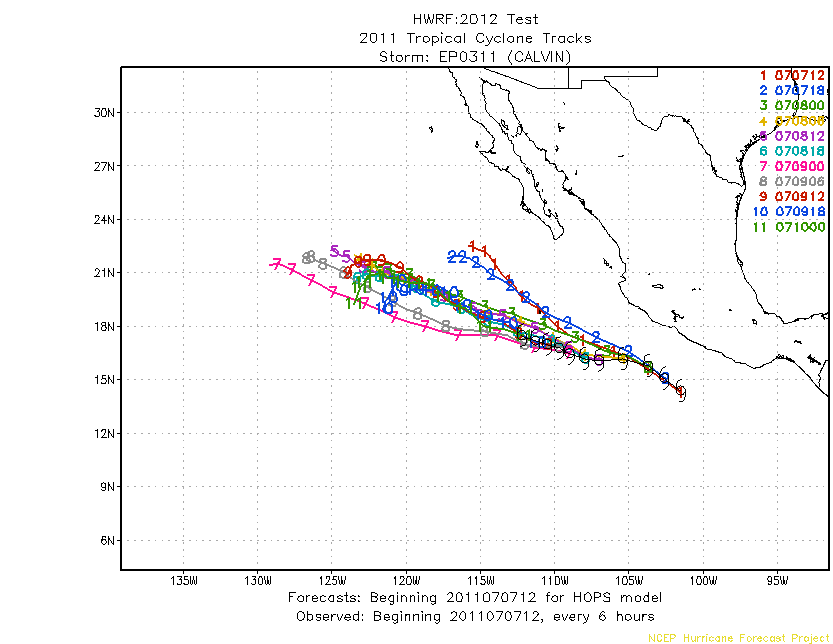 HWRF:2012 Test
2011 Tropical Cyclone Tracks
Storm: EP0311 (CALVIN)
1 070712
2 070718
3 070800
4 070806
5 070812
6 070818
7 070900
8 070906
9 070912
10 070918
11 071000
30N
27N
24N
21N
18N
15N
12N
9N
6N
135W 130W 125W 120W 115W 110W 105W 100W 95W
Forecasts: Beginning 2011070712 for HOPS model
Observed: Beginning 2011070712, every 6 hours
NCEP Hurricane Forecast Project